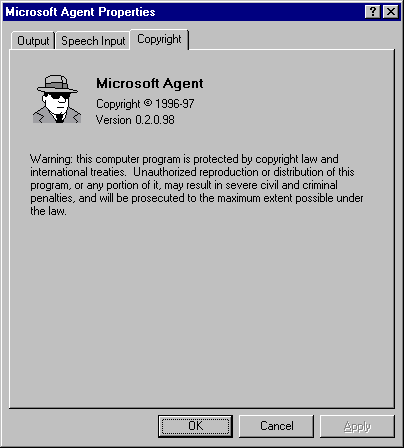 Microsoft Agent Properties
Output Speech Input Copyright
Microsoft Agent
Copyright © 1996-97
Version 0.2.0.98
Warning: this computer program is protected by copyright law and
international treaties. Unauthorized reproduction or distribution of this
program, or any portion of it, may result in severe civil and criminal
penalties, and will be prosecuted to the maximum extent possible under
the law.
OK Cancel Apply